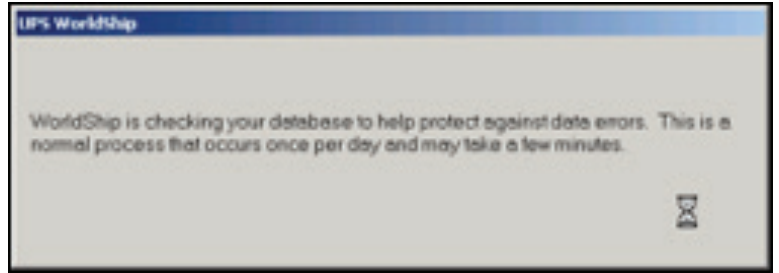 UPS WorldShip
WorldShip is checking your database to help protect against data errors.  This is a
normal process that occurs once per day and may take a few minutes.